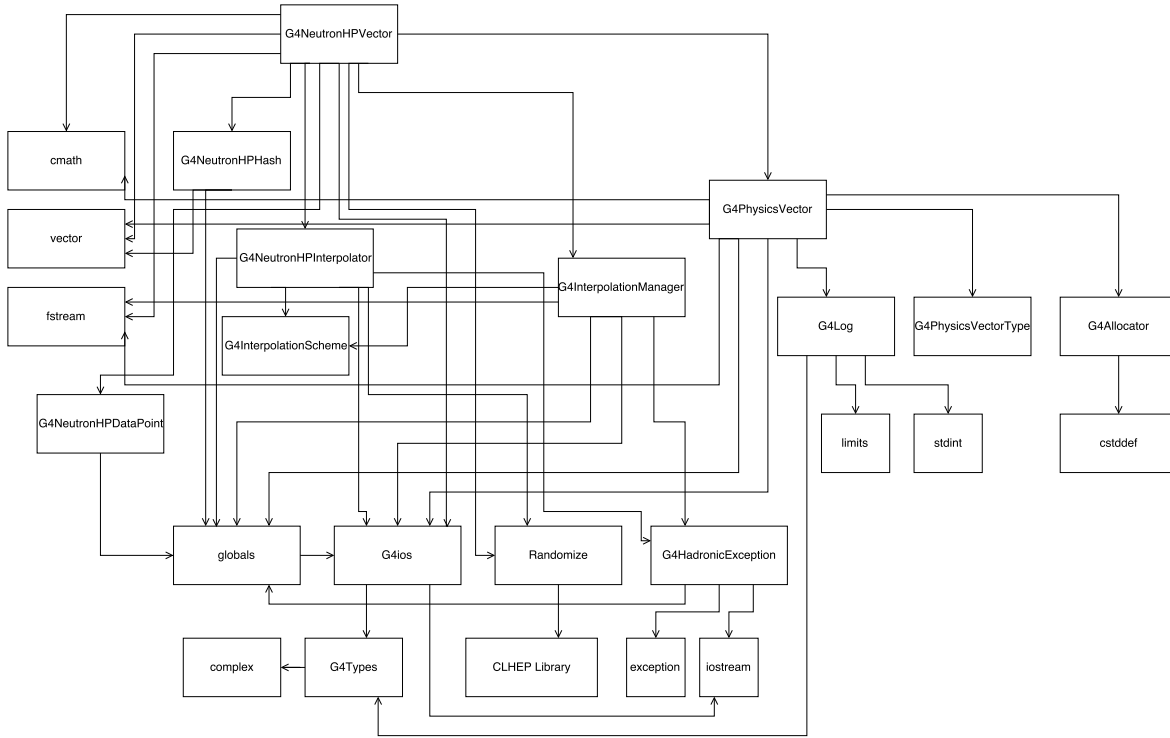 G4NeutronHPVector
cmath
G4NeutronHPHash
G4PhysicsVector
vector
G4NeutronHPInterpolator
G4InterpolationManager
fstream
G4InterpolationScheme
G4Log
G4PhysicsVectorType
G4Allocator
G4NeutronHPDataPoint
limits
stdint
cstddef
globals
G4ios
Randomize
G4HadronicException
complex
G4Types
CLHEP Library
exception
iostream